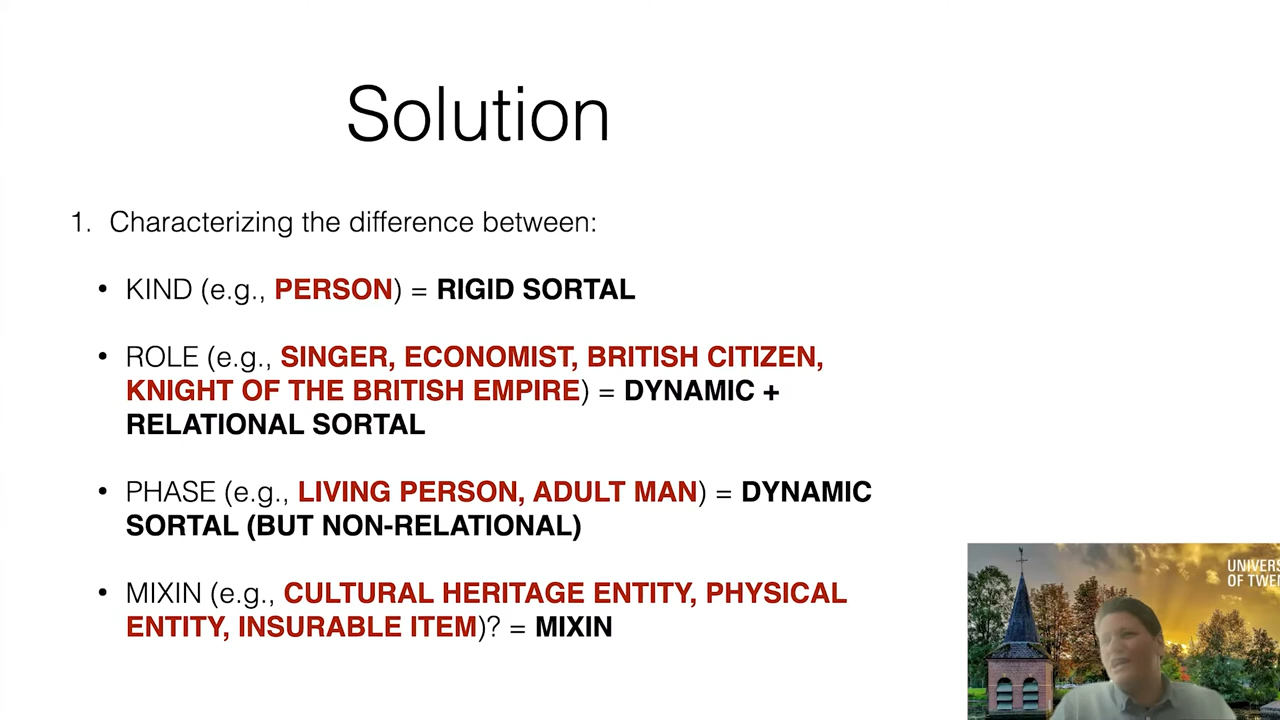 Solution
1. Characterizing the difference between:
• KIND (e.g., PERSON) = RIGID SORTAL
• ROLE (e.g., SINGER, ECONOMIST, BRITISH CITIZEN,
KNIGHT OF THE BRITISH EMPIRE) = DYNAMIC +
RELATIONAL SORTAL
• PHASE (e.g., LIVING PERSON, ADULT MAN) = DYNAMIC
SORTAL (BUT NON-RELATIONAL)
• MIXIN (e.g., CULTURAL HERITAGE ENTITY, PHYSICAL
ENTITY, INSURABLE ITEM)? = MIXIN
UNIVERS
OF TWEN